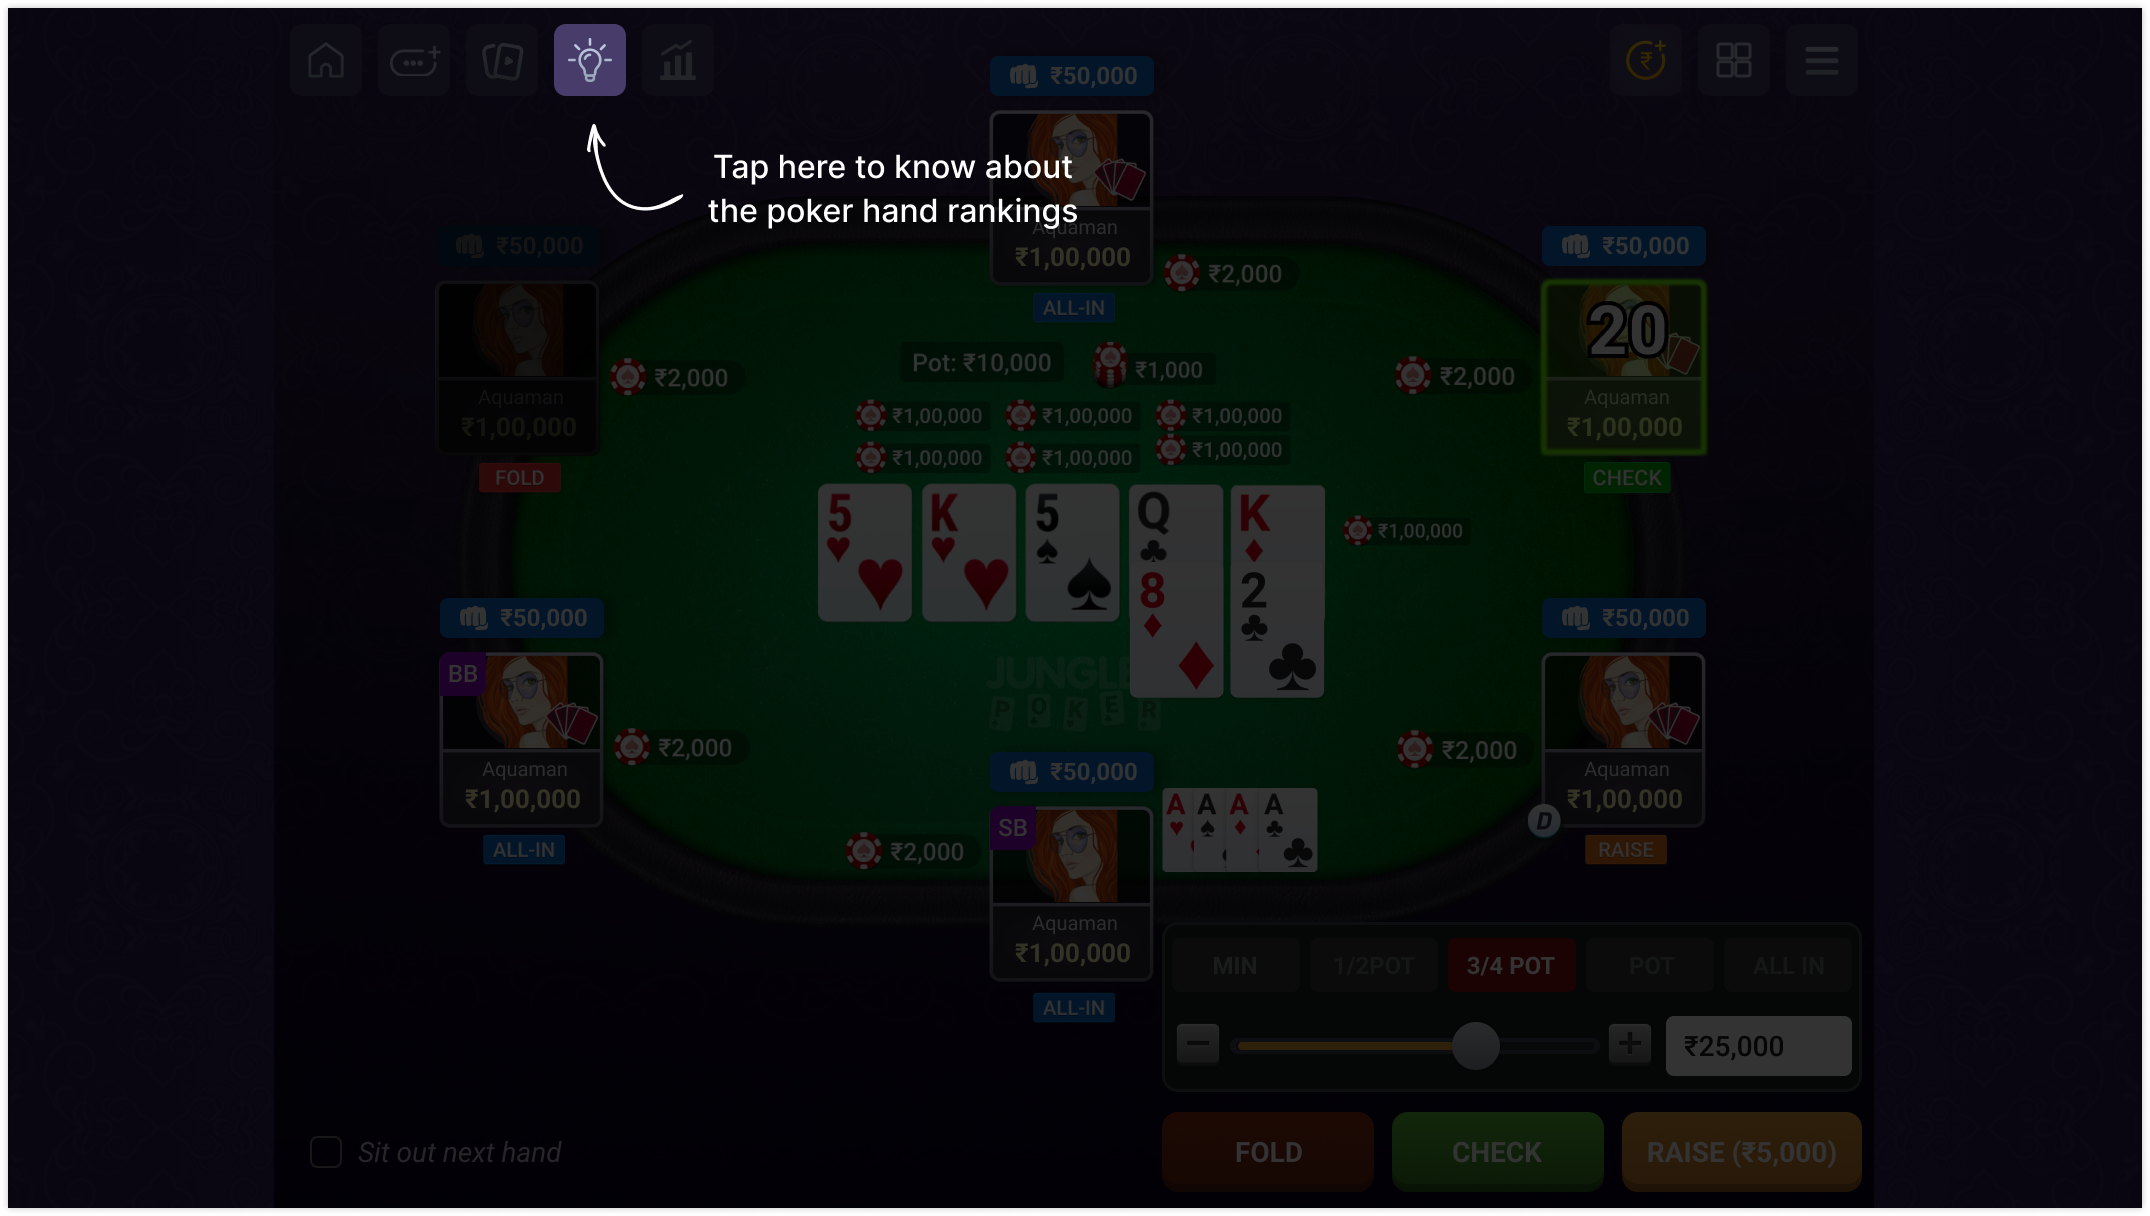 ₹50,000
Tap here to know about
the poker hand rankings
Aquaman
₹1,00,000
ALL-IN
₹2,000
₹50,000
Aquaman
₹1,00,000
FOLD
₹2,000
₹50,000
20
Aquaman
₹1,00,000
CHECK
₹2,000
Pot: ₹10,000
₹1,000
₹1,00,000
₹1,00,000
₹1,00,000
₹1,00,000
₹1,00,000
₹1,00,000
5
K
5
Q
K
8
2
₹1,00,000
JUNGLE
POKER
₹50,000
BB
Aquaman
₹1,00,000
ALL-IN
₹2,000
₹50,000
Aquaman
₹1,00,000
D
RAISE
₹2,000
₹50,000
SB
A
A
A
A
₹2,000
Aquaman
₹1,00,000
ALL-IN
MIN
1/2POT
3/4 POT
POT
ALL IN
₹25,000
Sit out next hand
FOLD
CHECK
RAISE (₹5,000)